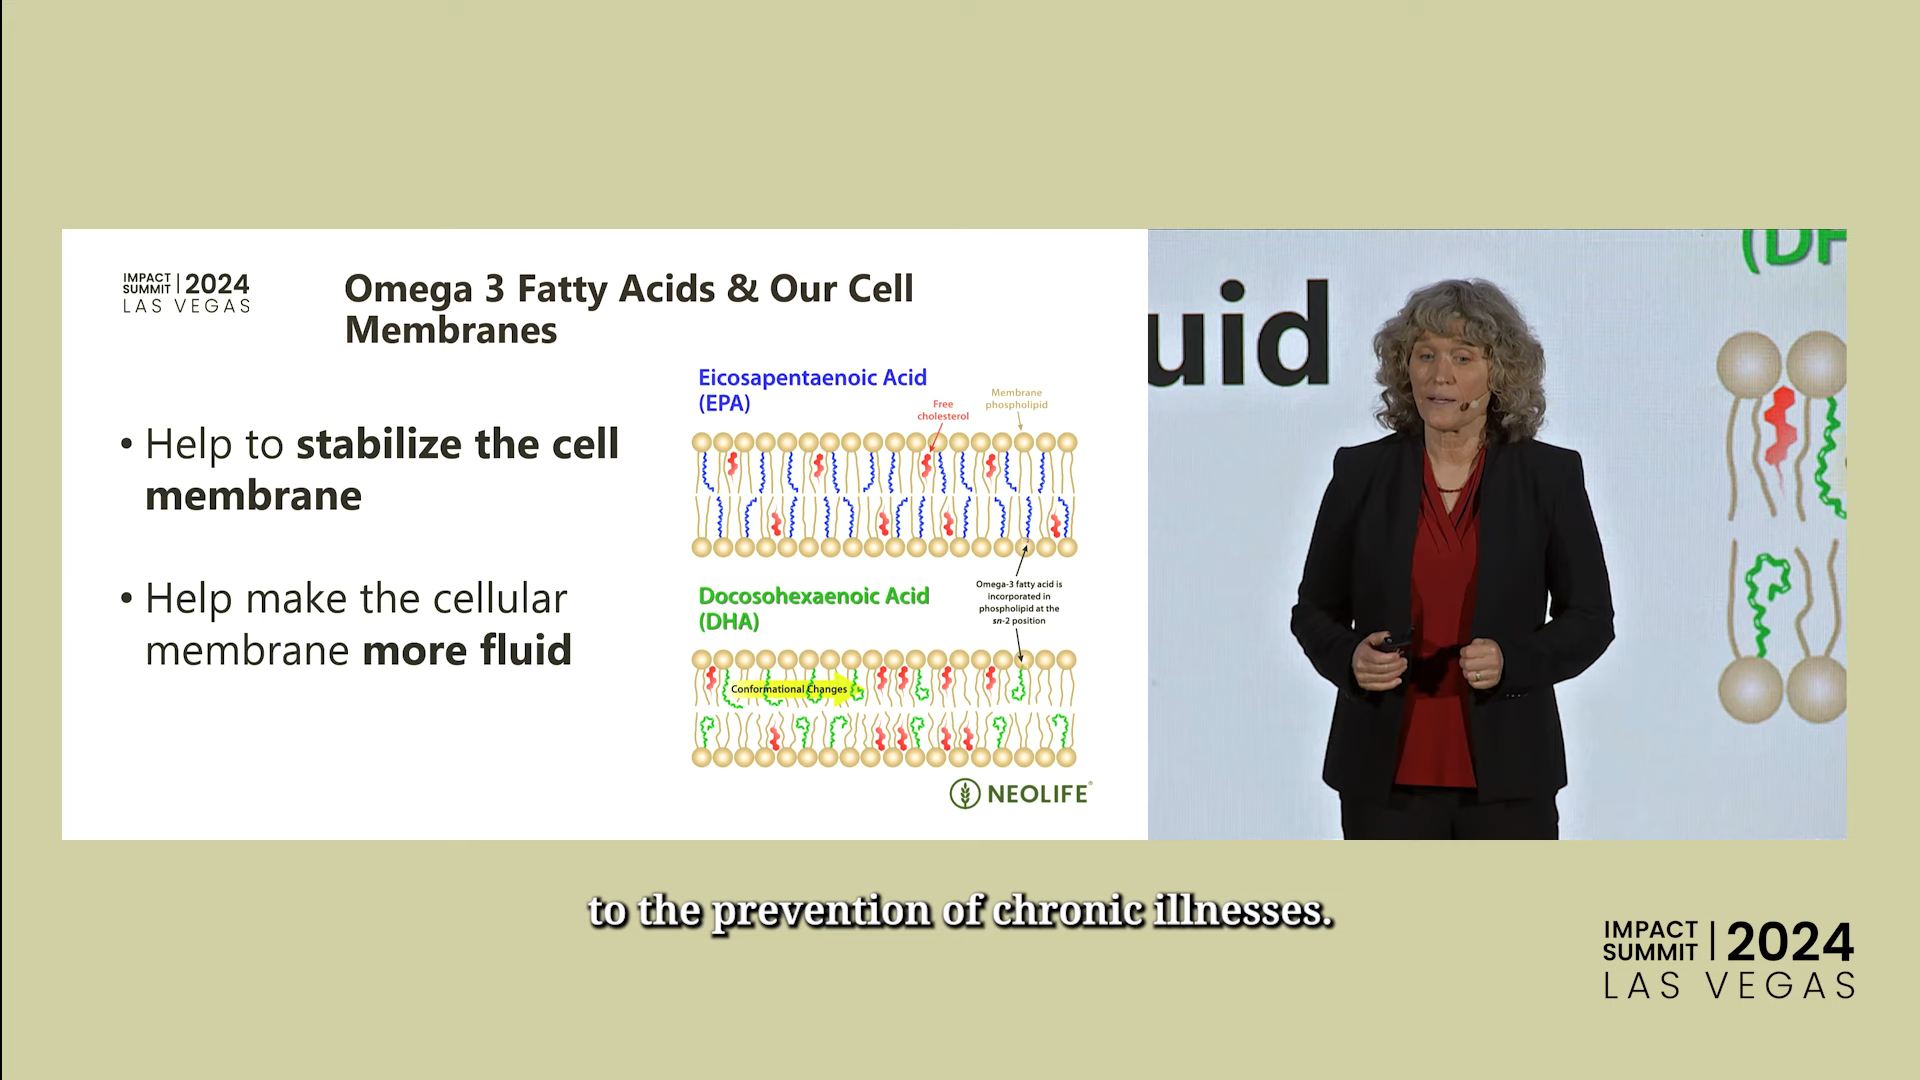 IMPACT
SUMMIT | 2024
LAS VEGAS
Omega 3 Fatty Acids & Our Cell
Membranes
• Help to stabilize the cell
membrane
• Help make the cellular
membrane more fluid
Eicosapentaenoic Acid
(EPA)
Free
cholesterol
Membrane
phospholipid
Omega-3 fatty acid is
incorporated in
phospholipid at the
sn-2 position
Docosohexaenoic Acid
(DHA)
Conformational Changes
NEOLIFE®
uid
(DH
to the prevention of chronic illnesses.
IMPACT
SUMMIT | 2024
LAS VEGAS